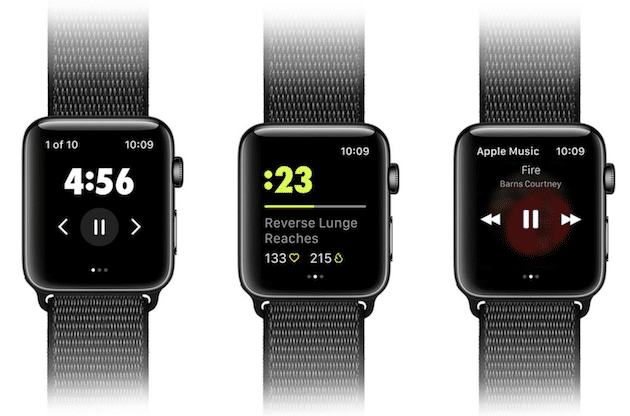 1 of 10 10:09
4:56
10:09
:23
Reverse Lunge
Reaches
133 215
Apple Music 10:09
Fire
Barns Courtney